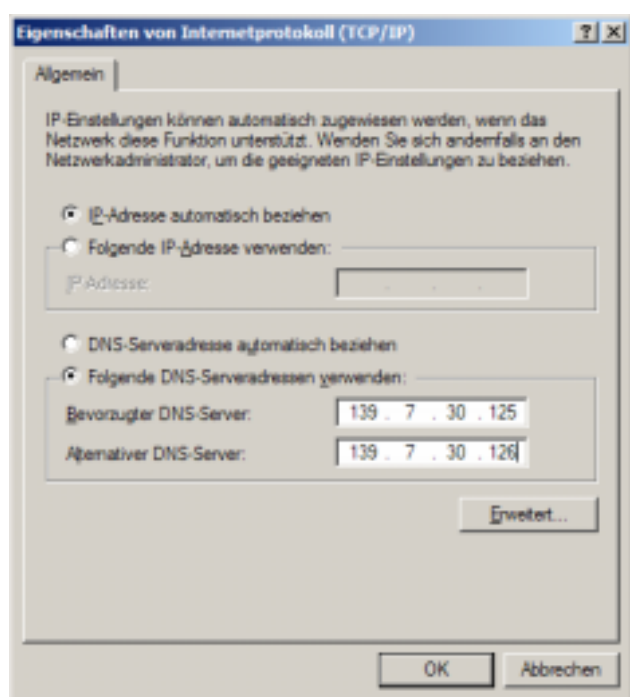 Eigenschaften von Internetprotokoll (TCP/IP)
Allgemein
IP-Einstellungen können automatisch zugewiesen werden, wenn das
Netzwerk diese Funktion unterstützt. Wenden Sie sich andernfalls an den
Netzwerkadministrator, um die geeigneten IP-Einstellungen zu beziehen.
IP-Adresse automatisch beziehen
Folgende IP-Adresse verwenden:
IP-Adresse:
DNS-Serveradresse automatisch beziehen
Folgende DNS-Serveradressen verwenden:
Bevorzugter DNS-Server: 139 . 7 . 30 . 125
Alternativer DNS-Server: 139 . 7 . 30 . 126
Erweitert...
OK Abbrechen